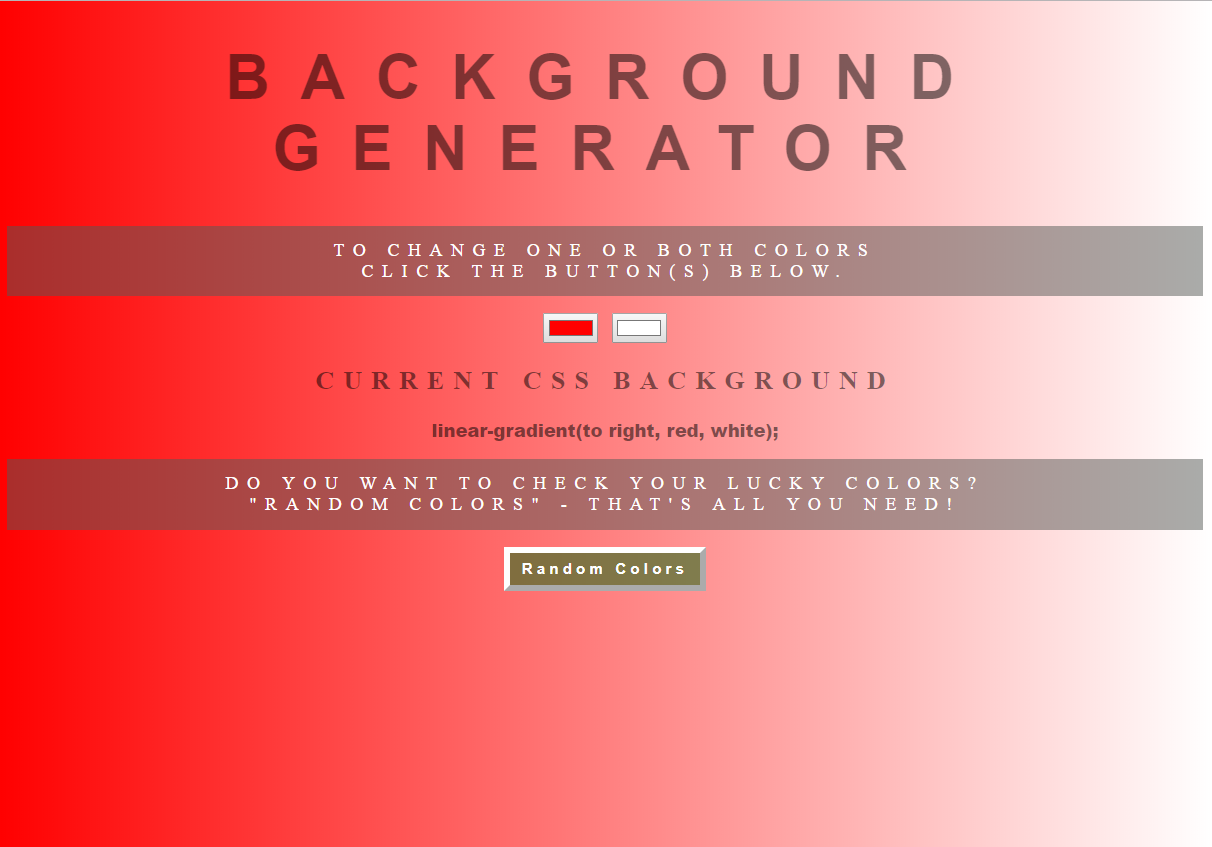 BACKGROUND
GENERATOR
TO CHANGE ONE OR BOTH COLORS
CLICK THE BUTTON(S) BELOW.
CURRENT CSS BACKGROUND
linear-gradient(to right, red, white);
DO YOU WANT TO CHECK YOUR LUCKY COLORS?
"RANDOM COLORS" - THAT'S ALL YOU NEED!
Random Colors